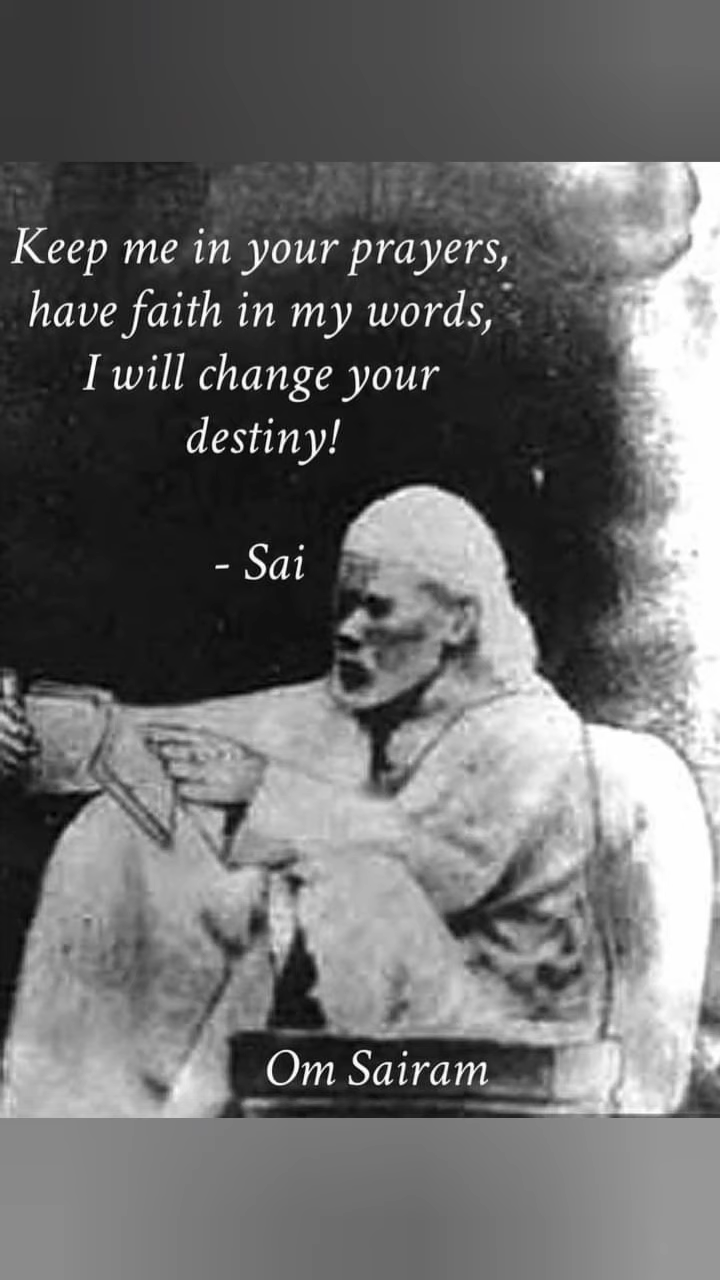 Keep me in your prayers,
have faith in my words,
I will change your
destiny!
- Sai
Om Sairam